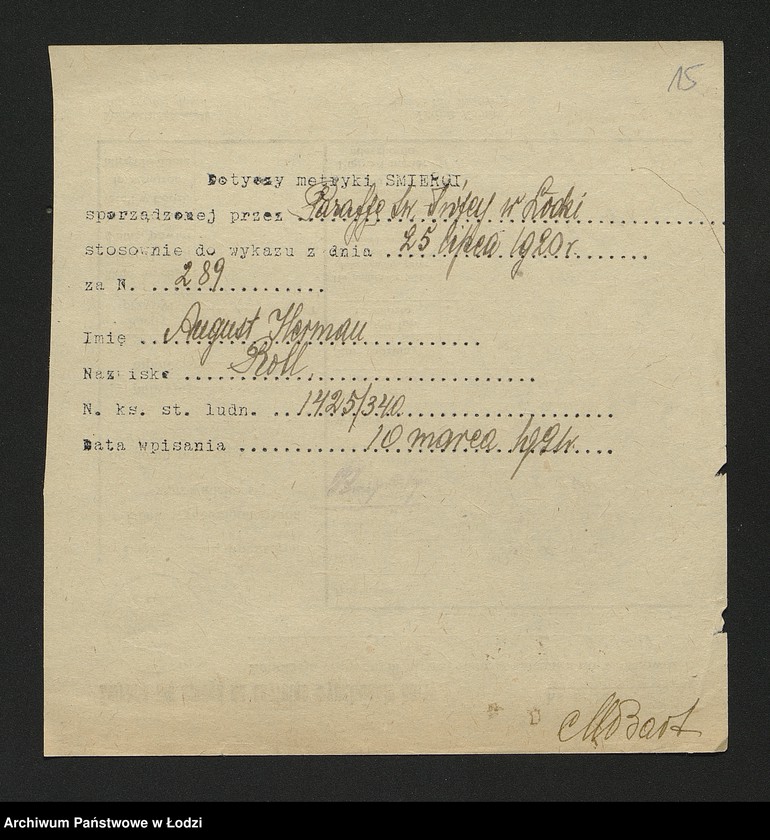 15
Dotyczy metryki SMIERCI,
sporządzonej przez Parafję św. Trójcy w Łodzi
stosownie do wykazu z dnia 25 lipca 1920 r.
za N. 289
Imię August Herman
Nazwisko Roll
N. ks. st. ludn. 1425/340
Data wpisania 10 marca 1921 r.
MBart
Archiwum Państwowe w Łodzi